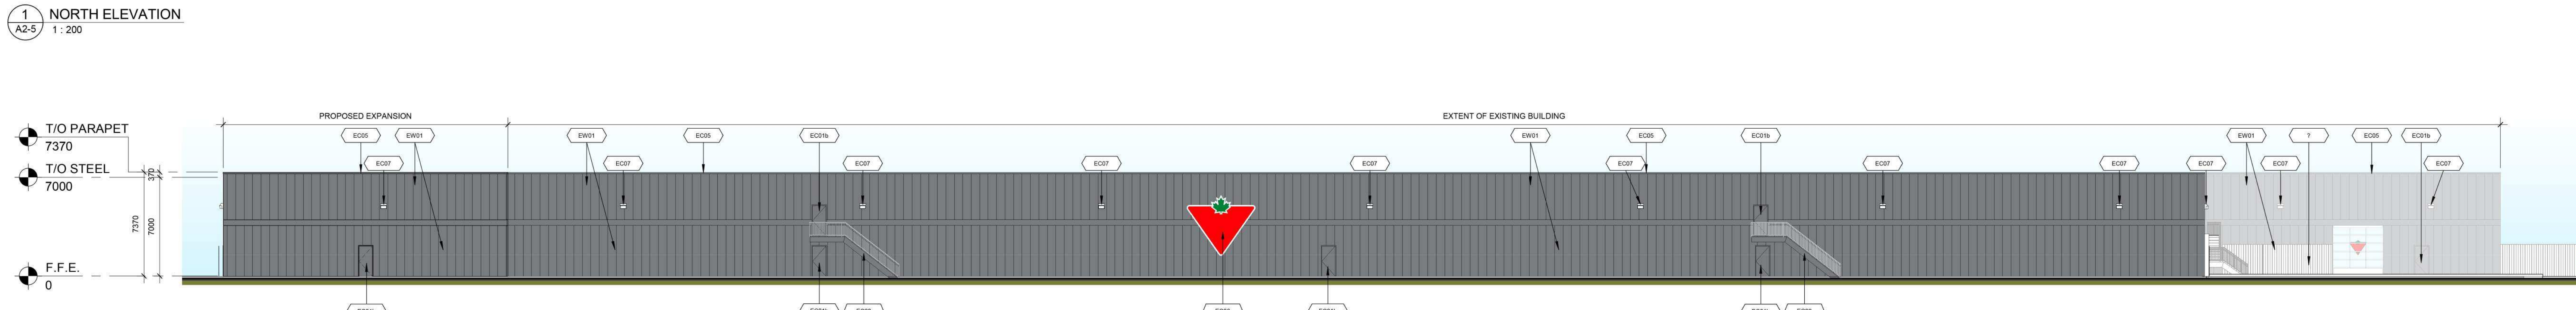 1
A2-5
NORTH ELEVATION
1 : 200
PROPOSED EXPANSION
EXTENT OF EXISTING BUILDING
T/O PARAPET
7370
EC05
EW01
EW01
EC05
EC01b
EW01
EC05
EC01b
EW01
?
EC05
EC01b
EC07
EC07
EC07
EC07
EC07
EC07
EC07
EC07
EC07
EC07
EC07
T/O STEEL
7000
370
7370
7000
F.F.E.
0